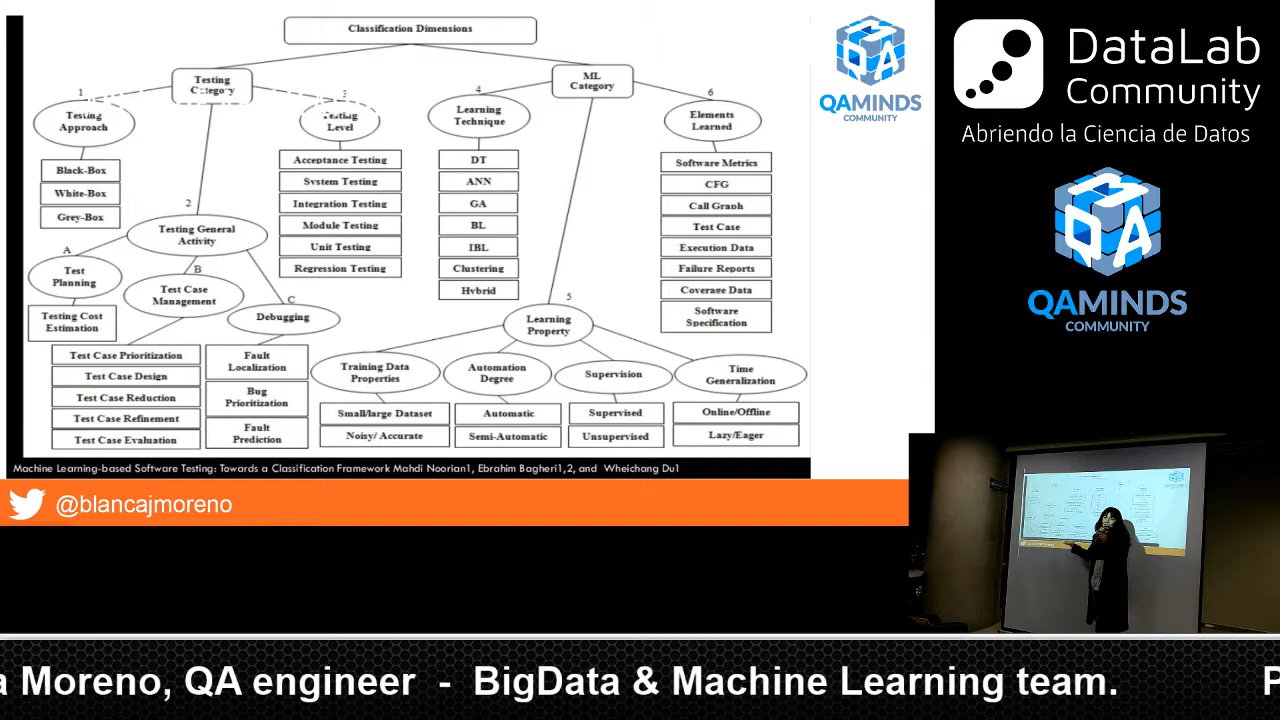 Classification Dimensions
Testing
Category
ML
Category
1
Testing
Approach
Black-Box
White-Box
Grey-Box
3
Testing
Level
Acceptance Testing
System Testing
Integration Testing
Module Testing
Unit Testing
Regression Testing
4
Learning
Technique
DT
ANN
GA
BL
IBL
Clustering
Hybrid
6
Elements
Learned
Software Metrics
CFG
Call Graph
Test Case
Execution Data
Failure Reports
Coverage Data
Software
Specification
2
Testing General
Activity
A
Test
Planning
Testing Cost
Estimation
B
Test Case
Management
Test Case Prioritization
Test Case Design
Test Case Reduction
Test Case Refinement
Test Case Evaluation
C
Debugging
Fault
Localization
Bug
Prioritization
Fault
Prediction
5
Learning
Property
Training Data
Properties
Small/large Dataset
Noisy/ Accurate
Automation
Degree
Automatic
Semi-Automatic
Supervision
Supervised
Unsupervised
Time
Generalization
Online/Offline
Lazy/Eager
Machine Learning-based Software Testing: Towards a Classification Framework Mahdi Noorian1, Ebrahim Bagheri1,2, and Wheichang Du1
@blancajmoreno
QA
QAMINDS
COMMUNITY
DataLab
Community
Abriendo la Ciencia de Datos
QA
QAMINDS
COMMUNITY
a Moreno, QA engineer - BigData & Machine Learning team. P